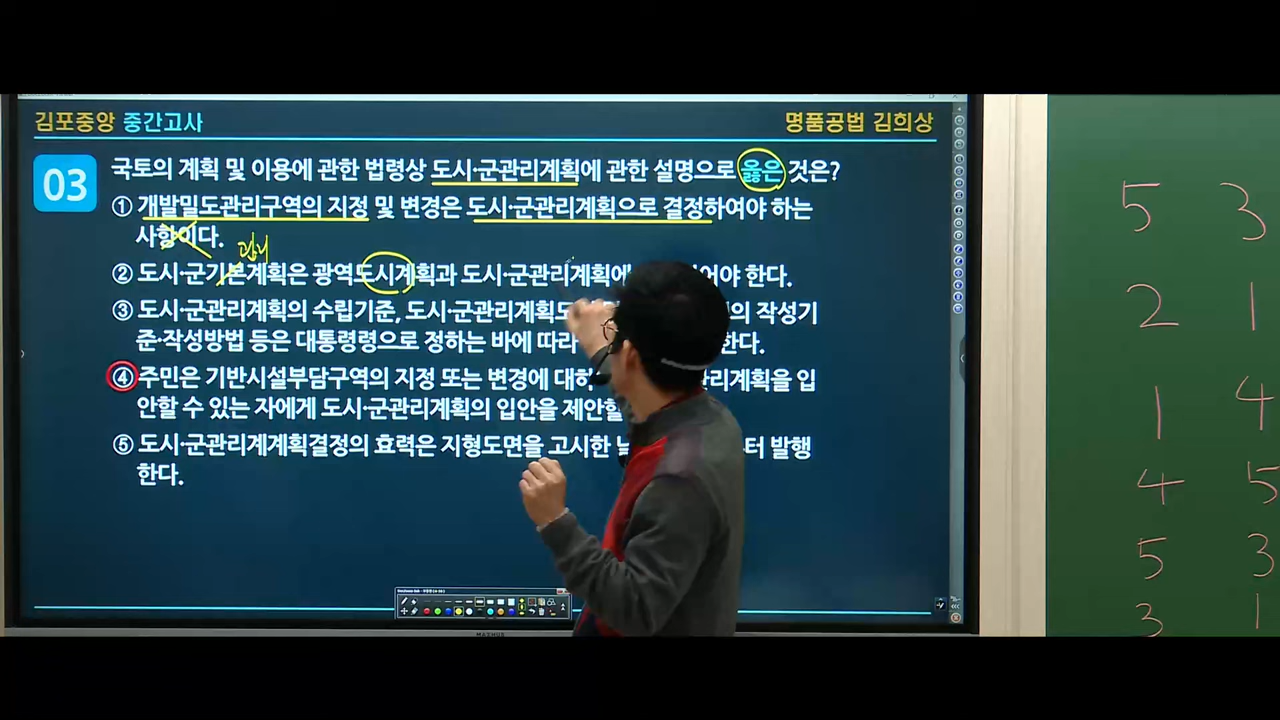 김포중앙 중간고사
명품공법 김희상
03
국토의 계획 및 이용에 관한 법령상 도시·군관리계획에 관한 설명으로 옳은 것은?
① 개발밀도관리구역의 지정 및 변경은 도시·군관리계획으로 결정하여야 하는
사항이다.
관리
② 도시·군기본계획은 광역도시계획과 도시·군관리계획에 어야 한다.
③ 도시·군관리계획의 수립기준, 도시·군관리계획도 의 작성기
준·작성방법 등은 대통령령으로 정하는 바에 따라 한다.
④ 주민은 기반시설부담구역의 지정 또는 변경에 대하 관리계획을 입
안할 수 있는 자에게 도시·군관리계획의 입안을 제안할
⑤ 도시·군관리계계획결정의 효력은 지형도면을 고시한 터 발행
한다.
5 3
2 1
1 4
4 5
5 3
3 1